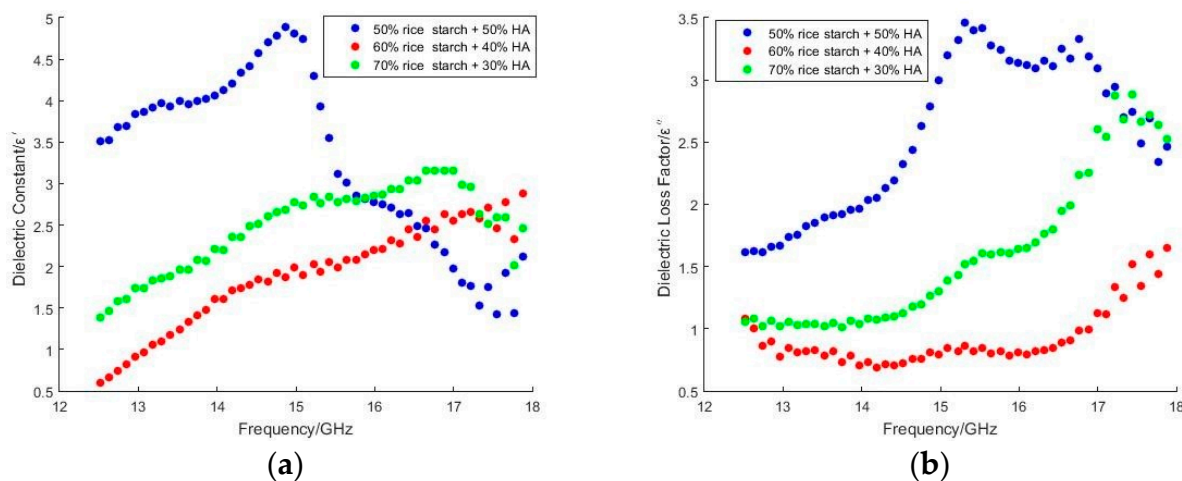 5
4.5
4
3.5
3
2.5
2
1.5
1
0.5
Dielectric Constant/ε'
50% rice starch + 50% HA
60% rice starch + 40% HA
70% rice starch + 30% HA
12 13 14 15 16 17 18
Frequency/GHz
(a)
3.5
3
2.5
2
1.5
1
0.5
Dielectric Loss Factor/ε''
50% rice starch + 50% HA
60% rice starch + 40% HA
70% rice starch + 30% HA
12 13 14 15 16 17 18
Frequency/GHz
(b)